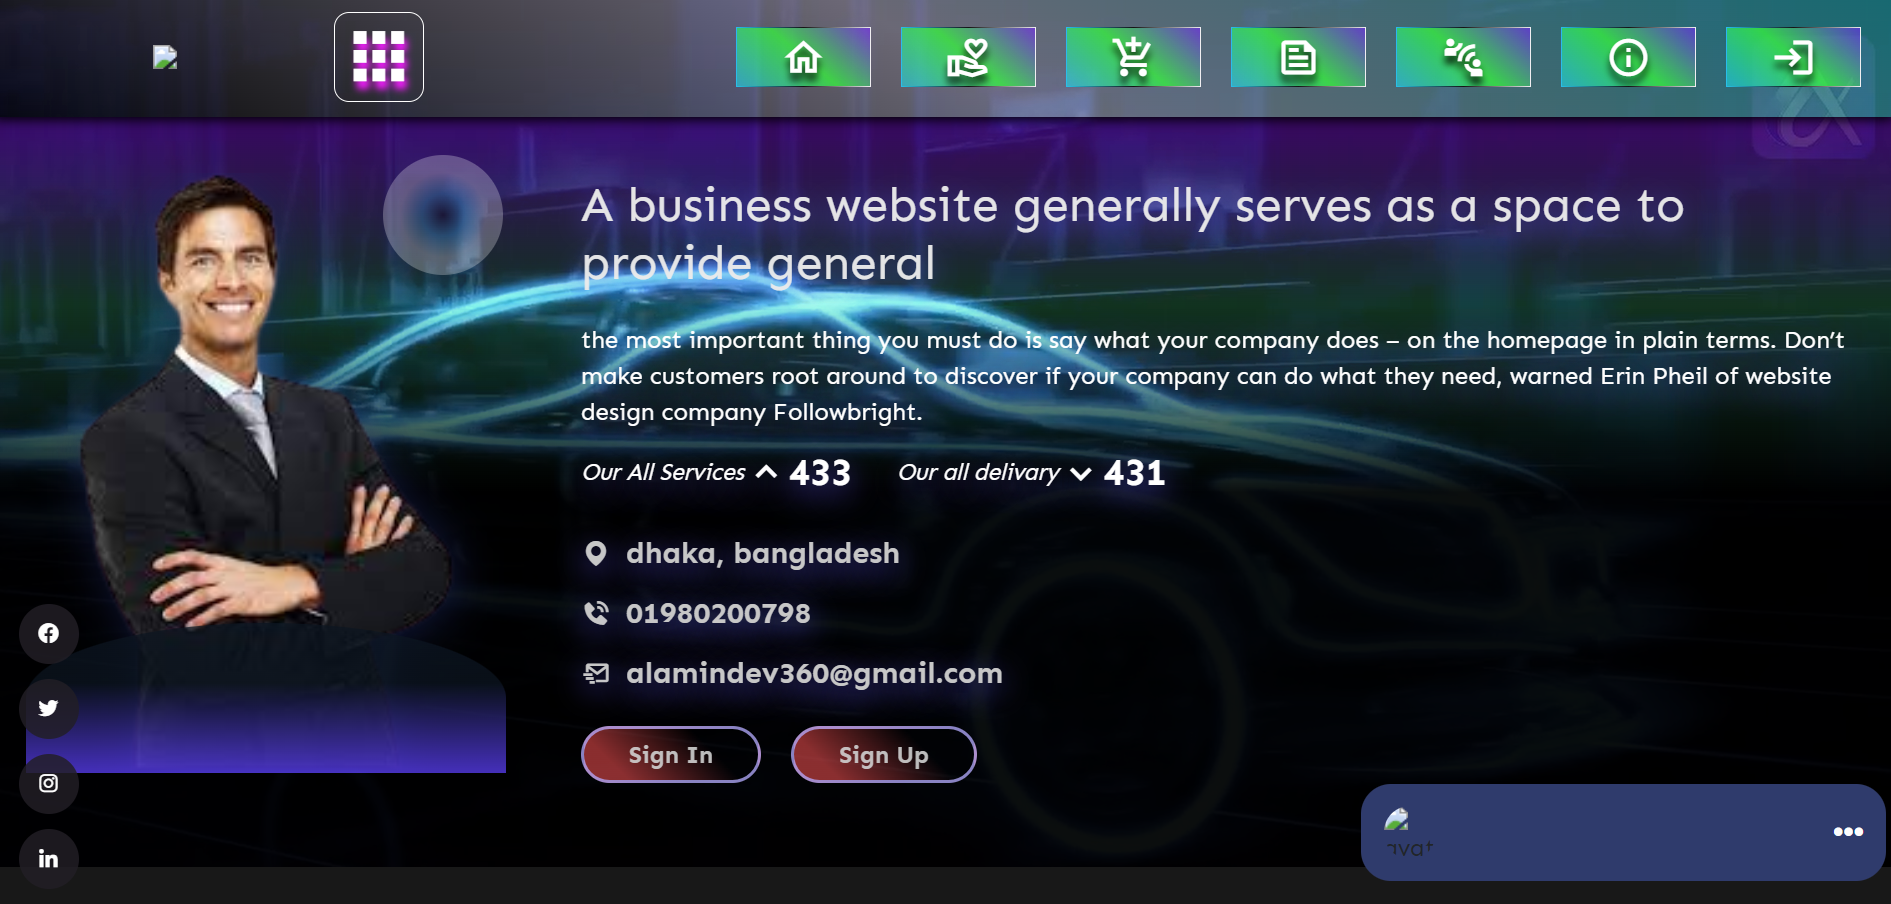 A business website generally serves as a space to
provide general
the most important thing you must do is say what your company does – on the homepage in plain terms. Don’t
make customers root around to discover if your company can do what they need, warned Erin Pheil of website
design company Followbright.
Our All Services 433 Our all delivary 431
dhaka, bangladesh
01980200798
alamindev360@gmail.com
Sign In Sign Up